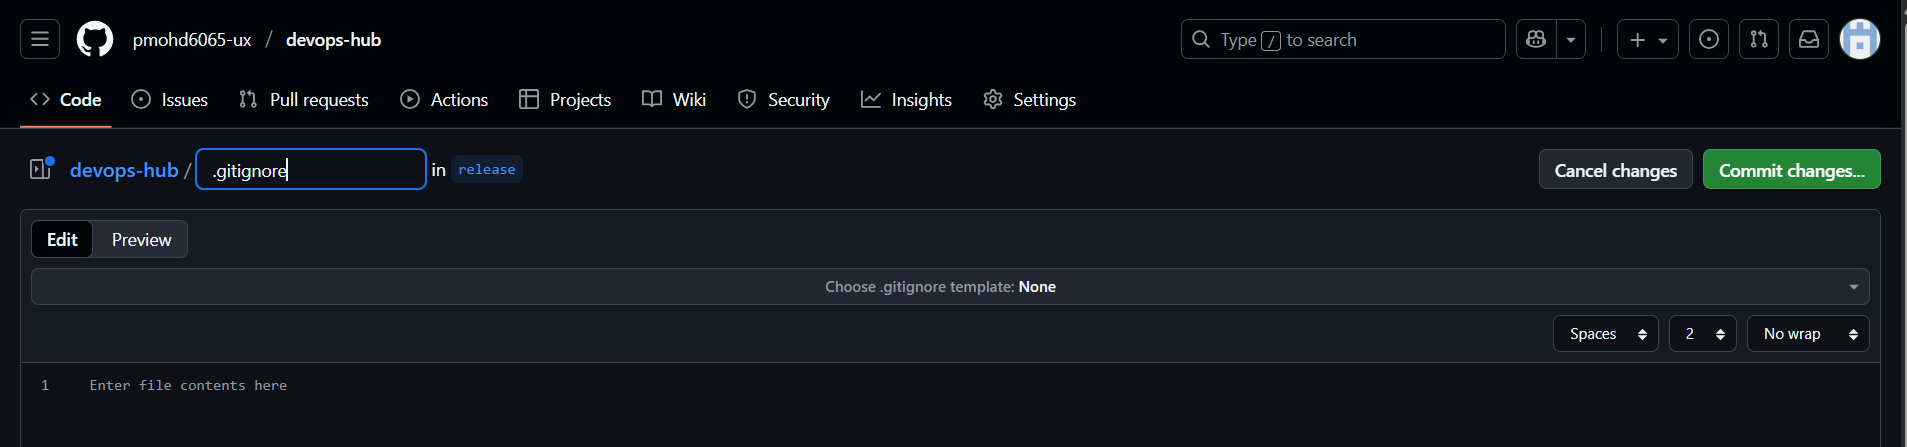 pmohd6065-ux / devops-hub Type / to search
Code Issues Pull requests Actions Projects Wiki Security Insights Settings
devops-hub / .gitignore in release Cancel changes Commit changes...
Edit Preview
Choose .gitignore template: None
Spaces 2 No wrap
1 Enter file contents here